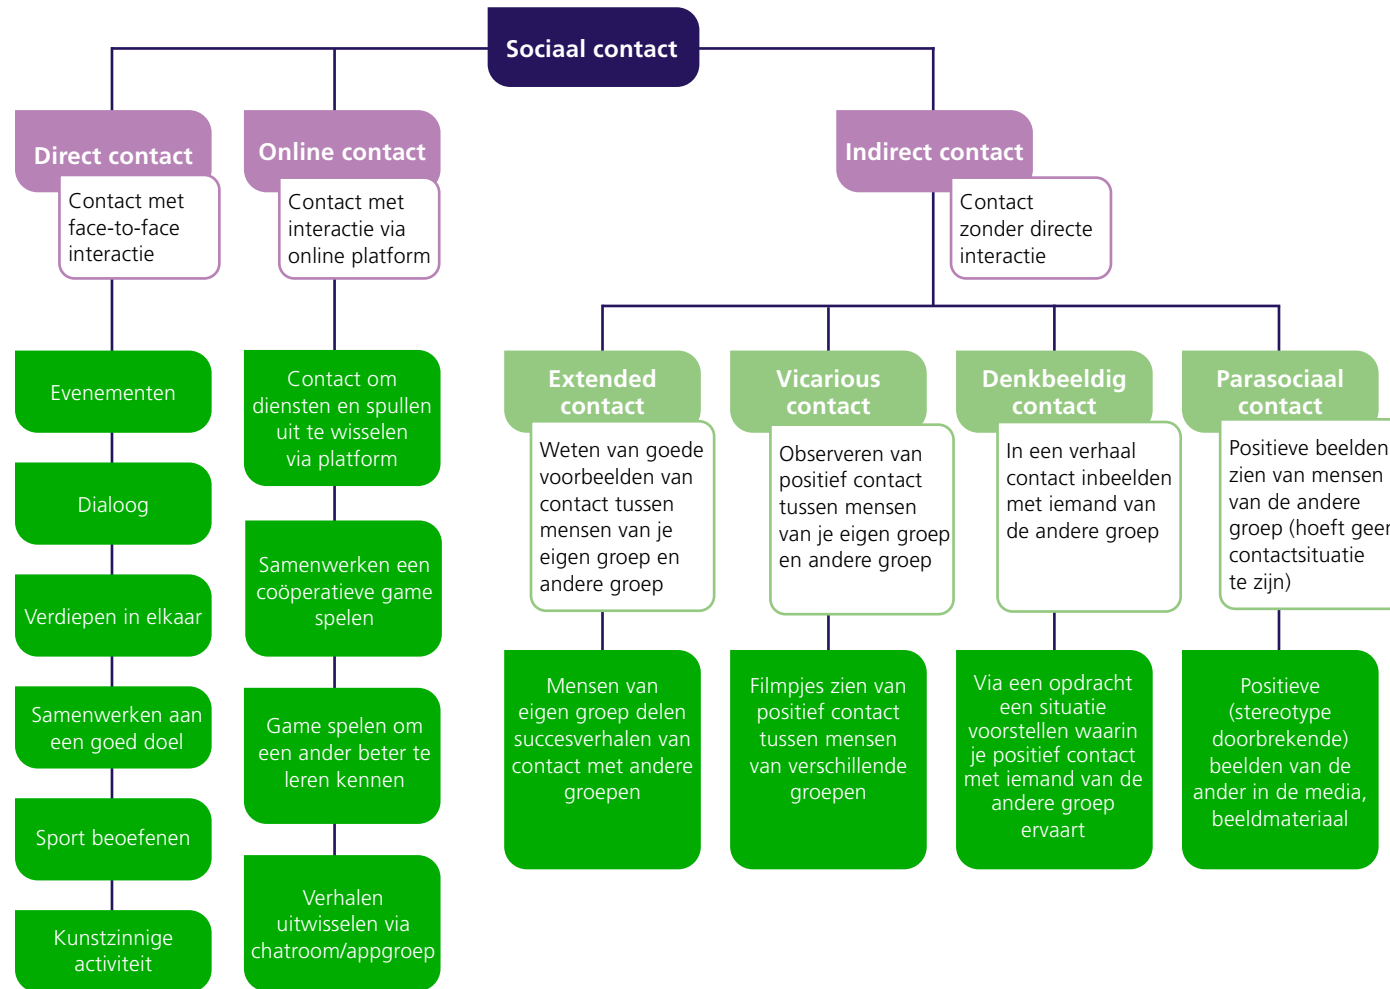 Sociaal contact
Direct contact
Contact met
face-to-face
interactie
Evenementen
Dialoog
Verdiepen in elkaar
Samenwerken aan
een goed doel
Sport beoefenen
Kunstzinnige
activiteit
Online contact
Contact met
interactie via
online platform
Contact om
diensten en spullen
uit te wisselen
via platform
Samenwerken een
coöperatieve game
spelen
Game spelen om
een ander beter te
leren kennen
Verhalen
uitwisselen via
chatroom/appgroep
Indirect contact
Contact
zonder directe
interactie
Extended
contact
Weten van goede
voorbeelden van
contact tussen
mensen van je
eigen groep en
andere groep
Mensen van
eigen groep delen
succesverhalen van
contact met andere
groepen
Vicarious
contact
Observeren van
positief contact
tussen mensen
van je eigen groep
en andere groep
Filmpjes zien van
positief contact
tussen mensen
van verschillende
groepen
Denkbeeldig
contact
In een verhaal
contact inbeelden
met iemand van
de andere groep
Via een opdracht
een situatie
voorstellen waarin
je positief contact
met iemand van de
andere groep
ervaart
Parasociaal
contact
Positieve beelden
zien van mensen
van de andere
groep (hoeft geen
contactsituatie
te zijn)
Positieve
(stereotype
doorbrekende)
beelden van de
ander in de media,
beeldmateriaal